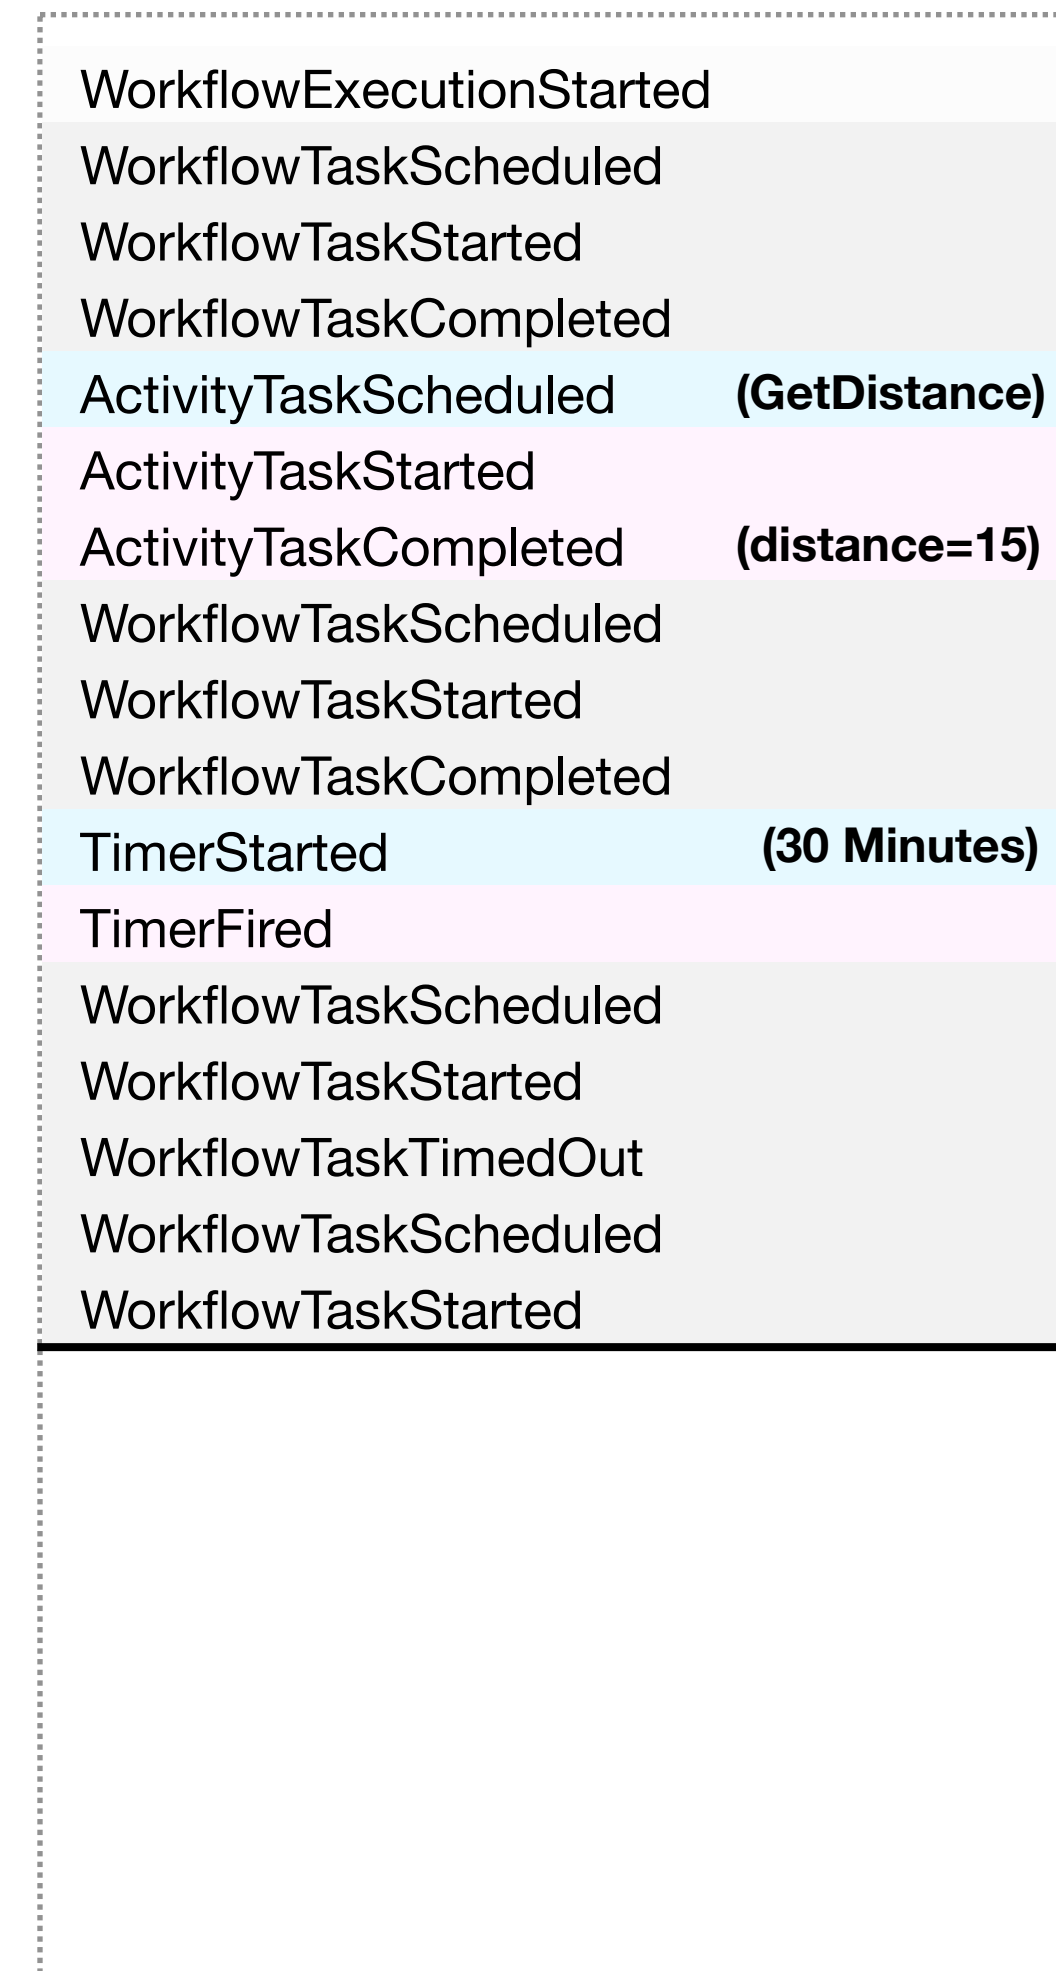 WorkflowExecutionStarted
WorkflowTaskScheduled
WorkflowTaskStarted
WorkflowTaskCompleted
ActivityTaskScheduled (GetDistance)
ActivityTaskStarted
ActivityTaskCompleted (distance=15)
WorkflowTaskScheduled
WorkflowTaskStarted
WorkflowTaskCompleted
TimerStarted (30 Minutes)
TimerFired
WorkflowTaskScheduled
WorkflowTaskStarted
WorkflowTaskTimedOut
WorkflowTaskScheduled
WorkflowTaskStarted